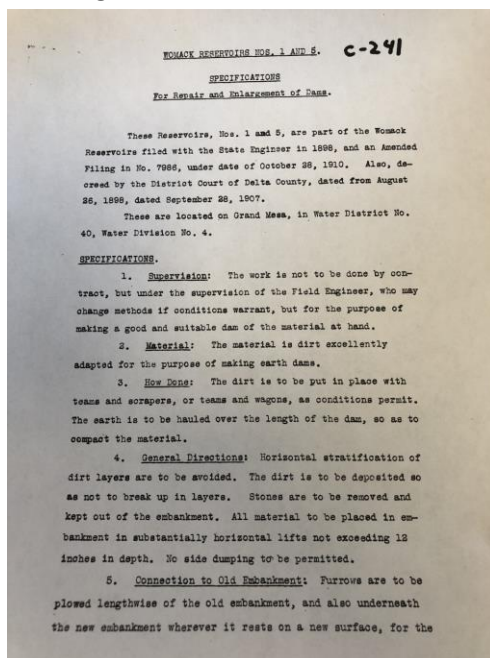 WOMACK RESERVOIRS NOS. 1 AND 5. C-241
SPECIFICATIONS
For Repair and Enlargement of Dams.
These Reservoirs, Nos. 1 and 5, are part of the Womack
Reservoirs filed with the State Engineer in 1898, and an Amended
Filing in No. 7986, under date of October 28, 1910. Also, de-
creed by the District Court of Delta County, dated from August
26, 1898, dated September 28, 1907.
These are located on Grand Mesa, in Water District No.
40, Water Division No. 4.
SPECIFICATIONS.
1. Supervision: The work is not to be done by con-
tract, but under the supervision of the Field Engineer, who may
change methods if conditions warrant, but for the purpose of
making a good and suitable dam of the material at hand.
2. Material: The material is dirt excellently
adapted for the purpose of making earth dams.
3. How Done: The dirt is to be put in place with
teams and scrapers, or teams and wagons, as conditions permit.
The earth is to be hauled over the length of the dam, so as to
compact the material.
4. General Directions: Horizontal stratification of
dirt layers are to be avoided. The dirt is to be deposited so
as not to break up in layers. Stones are to be removed and
kept out of the embankment. All material to be placed in em-
bankment in substantially horizontal lifts not exceeding 12
inches in depth. No side dumping to be permitted.
5. Connection to Old Embankment: Furrows are to be
plowed lengthwise of the old embankment, and also underneath
the new embankment wherever it rests on a new surface, for the